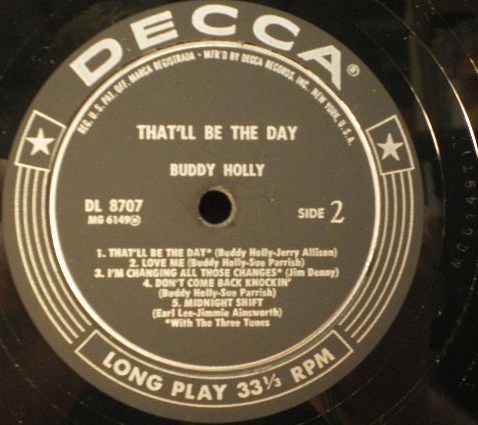 DECCA®
REG. U.S. PAT. OFF. MARCA REGISTRADA • MFR'D BY DECCA RECORDS, INC., NEW YORK, U.S.A.
THAT'LL BE THE DAY
BUDDY HOLLY
DL 8707
MG 6149Ⓜ
SIDE 2
1. THAT'LL BE THE DAY* (Buddy Holly-Jerry Allison)
2. LOVE ME (Buddy Holly-Sue Parrish)
3. I'M CHANGING ALL THOSE CHANGES* (Jim Denny)
4. DON'T COME BACK KNOCKIN'
(Buddy Holly-Sue Parrish)
5. MIDNIGHT SHIFT
(Earl Lee-Jimmie Ainsworth)
*With The Three Tunes
LONG PLAY 33⅓ RPM